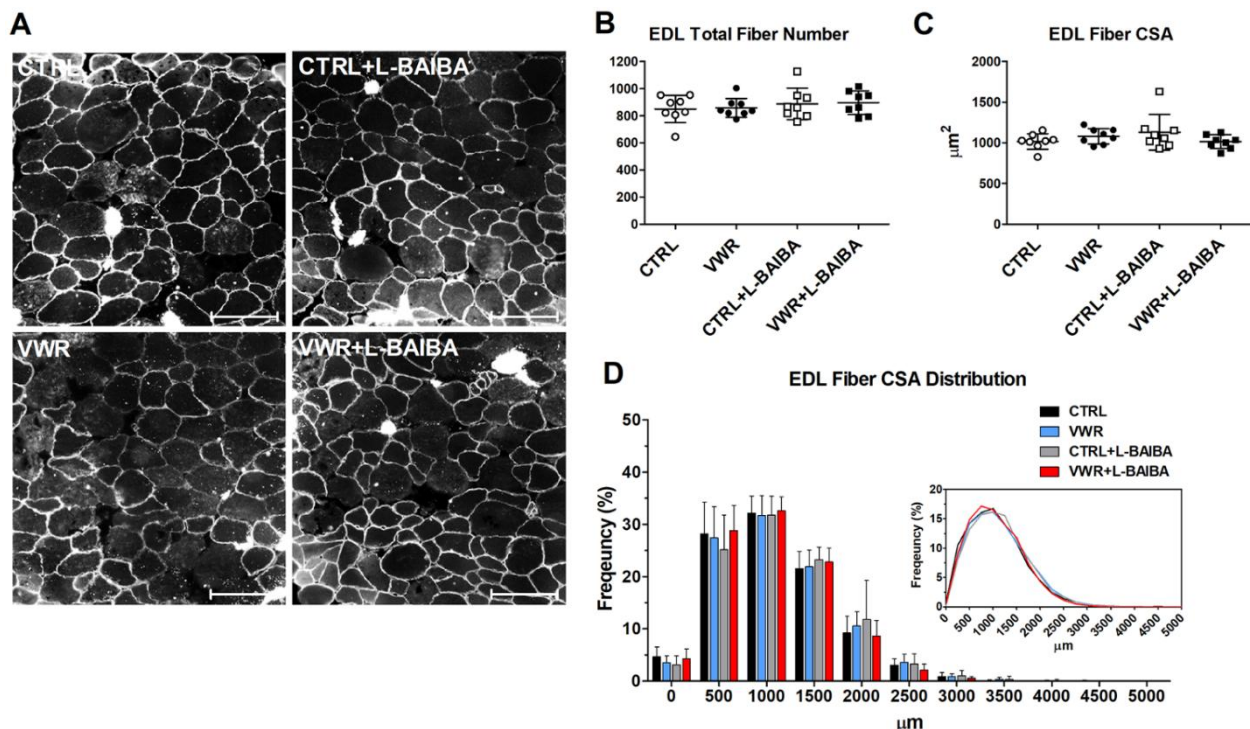 A
CTRL
CTRL+L-BAIBA
VWR
VWR+L-BAIBA
B
EDL Total Fiber Number
1200
1000
800
600
400
200
0
CTRL
VWR
CTRL+L-BAIBA
VWR+L-BAIBA
C
EDL Fiber CSA
μm²
2000
1500
1000
500
0
CTRL
VWR
CTRL+L-BAIBA
VWR+L-BAIBA
D
EDL Fiber CSA Distribution
Freqeuncy (%)
50
40
30
20
10
0
0 500 1000 1500 2000 2500 3000 3500 4000 4500 5000
μm
CTRL
VWR
CTRL+L-BAIBA
VWR+L-BAIBA
Freqeuncy (%)
20
15
10
5
0
0 500 1000 1500 2000 2500 3000 3500 4000 4500 5000
μm